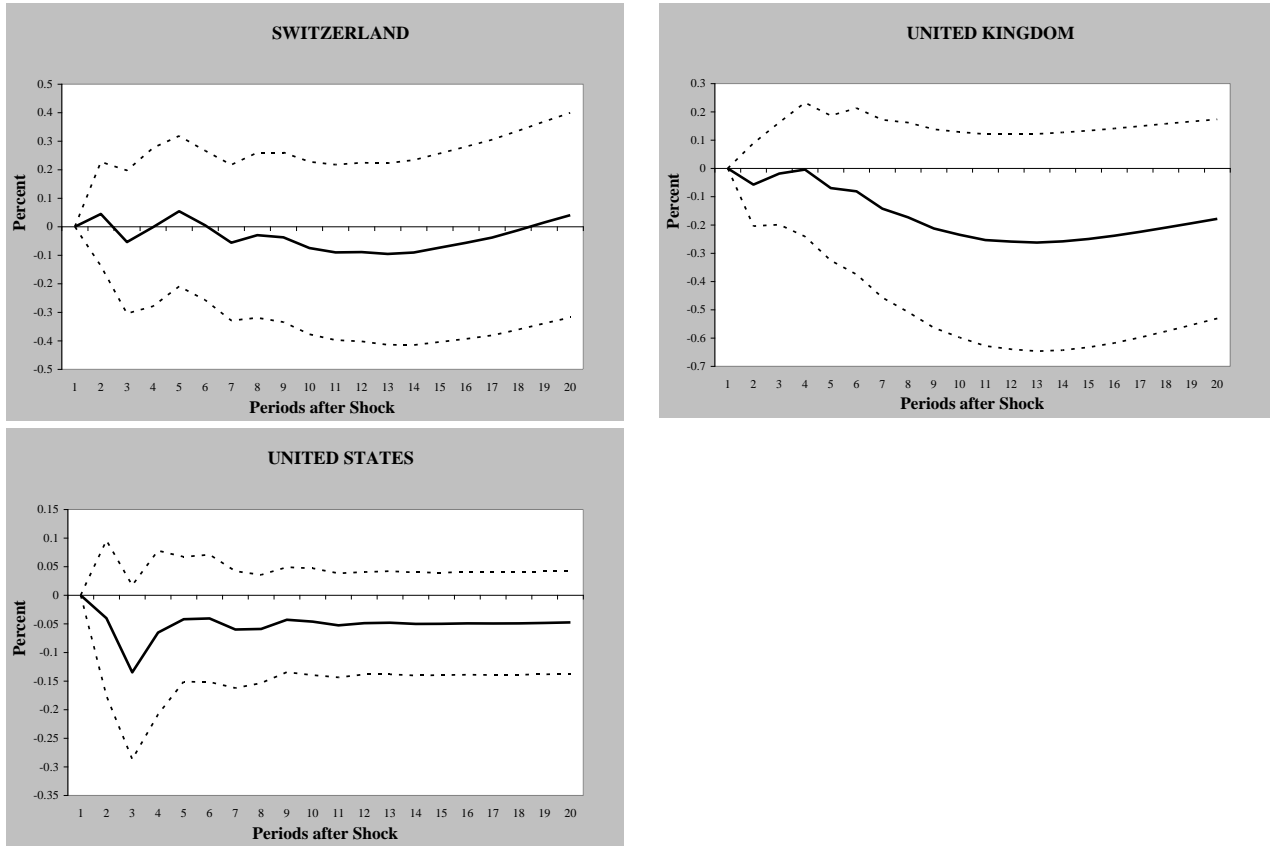 SWITZERLAND
0.5
0.4
0.3
0.2
0.1
0
-0.1
-0.2
-0.3
-0.4
-0.5
Percent
1 2 3 4 5 6 7 8 9 10 11 12 13 14 15 16 17 18 19 20
Periods after Shock
UNITED KINGDOM
0.3
0.2
0.1
0
-0.1
-0.2
-0.3
-0.4
-0.5
-0.6
-0.7
Percent
1 2 3 4 5 6 7 8 9 10 11 12 13 14 15 16 17 18 19 20
Periods after Shock
UNITED STATES
0.15
0.1
0.05
0
-0.05
-0.1
-0.15
-0.2
-0.25
-0.3
-0.35
Percent
1 2 3 4 5 6 7 8 9 10 11 12 13 14 15 16 17 18 19 20
Periods after Shock